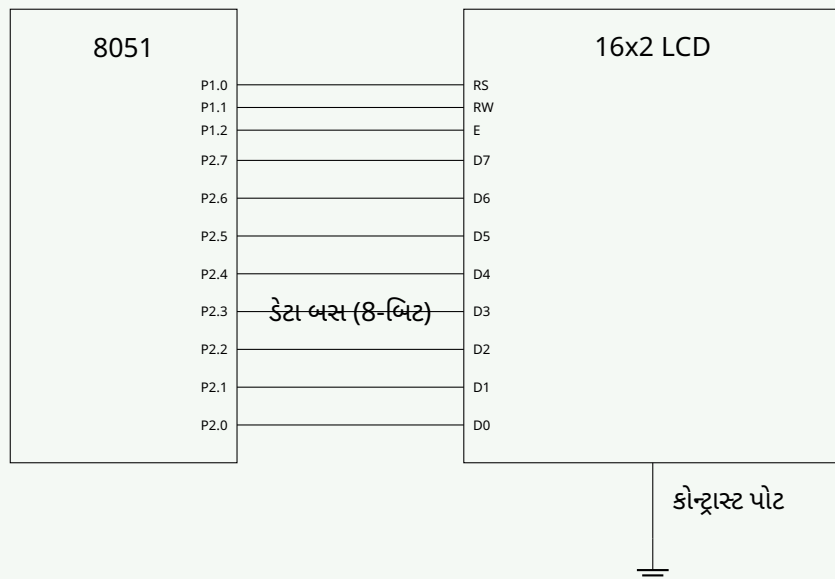 8051
16x2 LCD
P1.0 RS
P1.1 RW
P1.2 E
P2.7 D7
P2.6 D6
P2.5 D5
P2.4 D4
P2.3 ડેટા બસ (8-બિટ) D3
P2.2 D2
P2.1 D1
P2.0 D0
કોન્ટ્રાસ્ટ પોટ